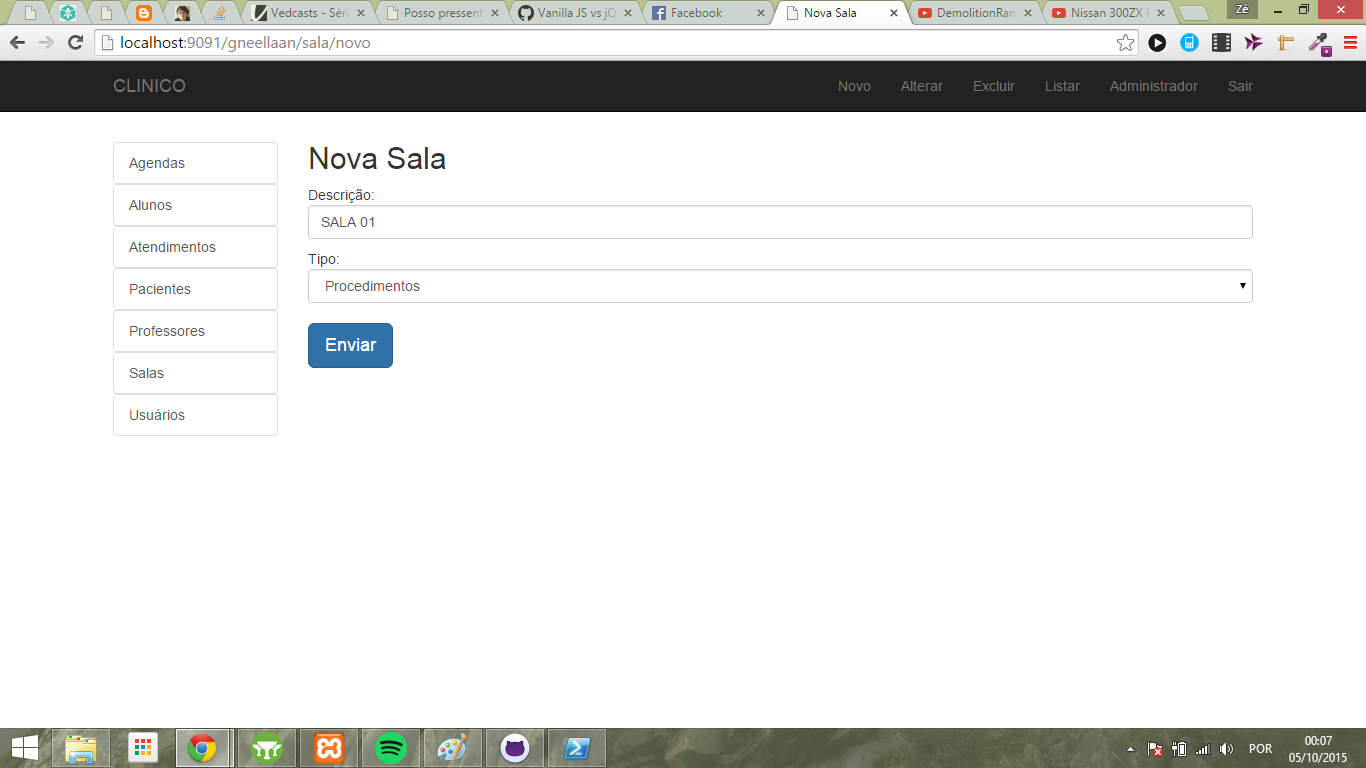 Vedcasts - Séri
Posso pressent
Vanilla JS vs jQ
Facebook
Nova Sala
DemolitionRan
Nissan 300ZX
Zé
localhost:9091/gneellaan/sala/novo
CLINICO
Novo Alterar Excluir Listar Administrador Sair
Agendas
Alunos
Atendimentos
Pacientes
Professores
Salas
Usuários
Nova Sala
Descrição:
SALA 01
Tipo:
Procedimentos
Enviar
POR
00:07
05/10/2015